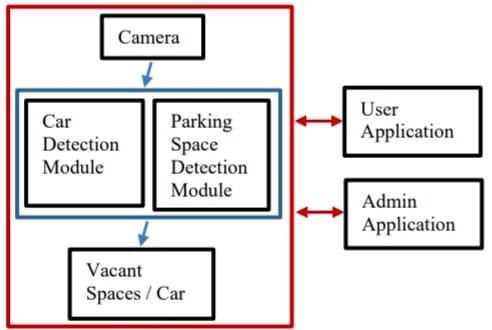 Camera
Car
Detection
Module
Parking
Space
Detection
Module
Vacant
Spaces / Car
User
Application
Admin
Application